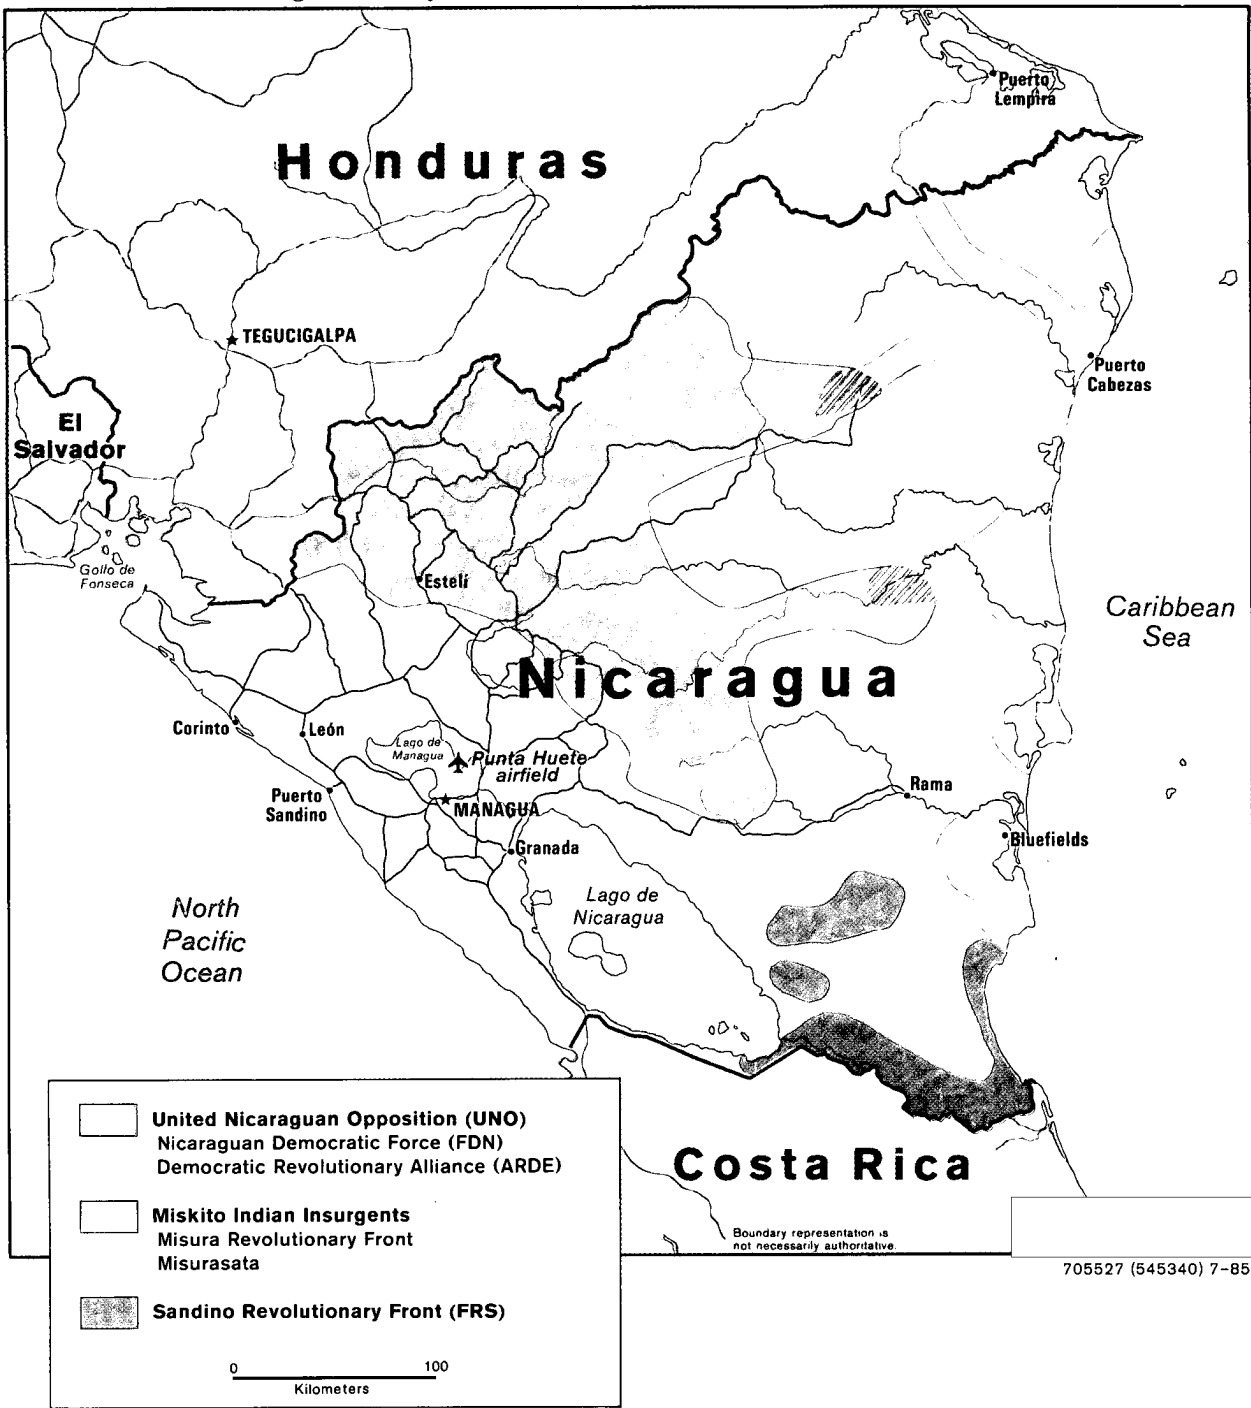 Puerto
Lempira
Honduras
TEGUCIGALPA
El
Salvador
Puerto
Cabezas
Gollo de
Fonseca
Estelí
Caribbean
Sea
Nicaragua
Corinto
León
Lago de
Managua
Punta Huete
airfield
Puerto
Sandino
MANAGUA
Rama
Granada
Bluefields
Lago de
Nicaragua
North
Pacific
Ocean
Costa Rica
United Nicaraguan Opposition (UNO)
Nicaraguan Democratic Force (FDN)
Democratic Revolutionary Alliance (ARDE)
Miskito Indian Insurgents
Misura Revolutionary Front
Misurasata
Sandino Revolutionary Front (FRS)
0 100
Kilometers
Boundary representation is
not necessarily authoritative.
705527 (545340) 7-85